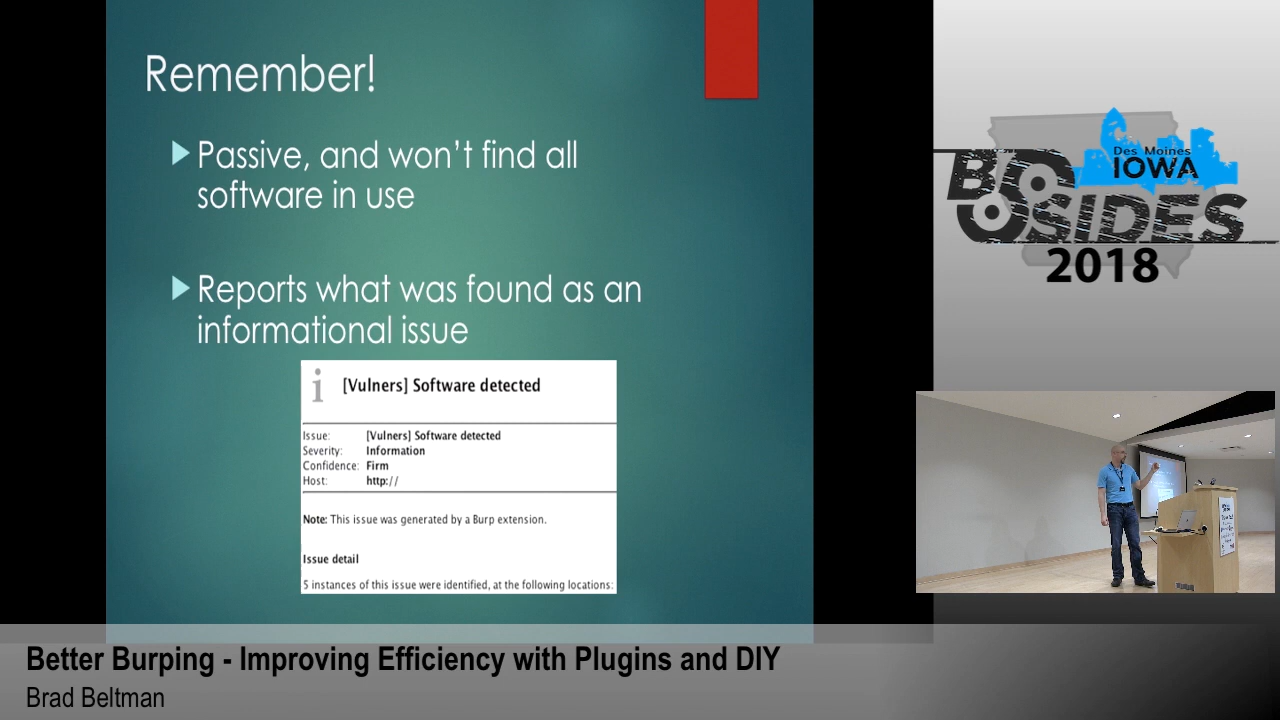 Remember!
Passive, and won't find all
software in use
Reports what was found as an
informational issue
i
[Vulners] Software detected
Issue: [Vulners] Software detected
Severity: Information
Confidence: Firm
Host: http://
Note: This issue was generated by a Burp extension.
Issue detail
5 instances of this issue were identified, at the following locations:
Des Moines
IOWA
BSIDES
2018
Better Burping - Improving Efficiency with Plugins and DIY
Brad Beltman